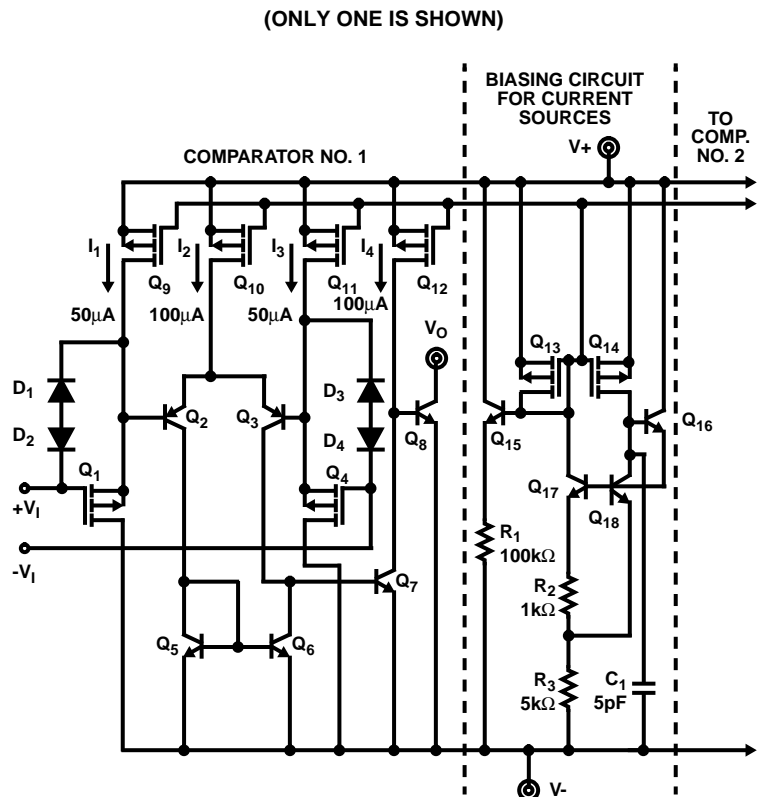 (ONLY ONE IS SHOWN)
BIASING CIRCUIT
FOR CURRENT
SOURCES
TO
COMP.
NO. 2
V+
COMPARATOR NO. 1
I1
I2
I3
I4
Q9
Q10
Q11
Q12
50μA
100μA
50μA
100μA
VO
Q13
Q14
D1
D2
Q2
Q3
D3
D4
Q8
Q15
Q16
Q1
Q4
Q17
Q18
+VI
-VI
R1
100kΩ
Q7
R2
1kΩ
Q5
Q6
R3
5kΩ
C1
5pF
V-